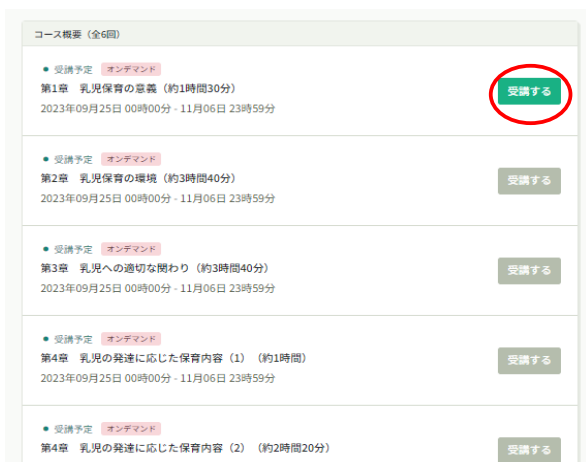 コース概要（全6回）
受講予定 オンデマンド
第1章　乳児保育の意義（約1時間30分）
受講する
2023年09月25日 00時00分 - 11月06日 23時59分
受講予定 オンデマンド
第2章　乳児保育の環境（約3時間40分）
受講する
2023年09月25日 00時00分 - 11月06日 23時59分
受講予定 オンデマンド
第3章　乳児への適切な関わり（約3時間40分）
受講する
2023年09月25日 00時00分 - 11月06日 23時59分
受講予定 オンデマンド
第4章　乳児の発達に応じた保育内容（1）（約1時間）
受講する
2023年09月25日 00時00分 - 11月06日 23時59分
受講予定 オンデマンド
第4章　乳児の発達に応じた保育内容（2）（約2時間20分）
受講する